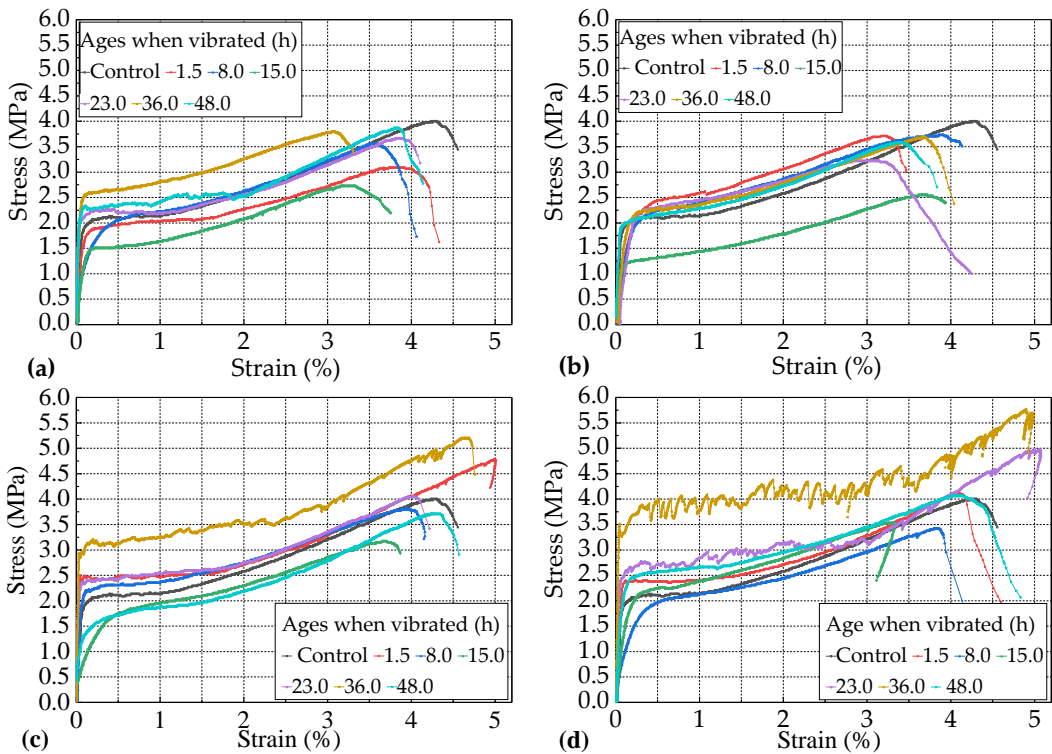 6.0
5.5
5.0
4.5
4.0
3.5
3.0
2.5
2.0
1.5
1.0
0.5
0.0
Stress (MPa)
Ages when vibrated (h)
Control 1.5 8.0 15.0
23.0 36.0 48.0
0 1 2 3 4 5
(a) Strain (%)
6.0
5.5
5.0
4.5
4.0
3.5
3.0
2.5
2.0
1.5
1.0
0.5
0.0
Stress (MPa)
Ages when vibrated (h)
Control 1.5 8.0 15.0
23.0 36.0 48.0
0 1 2 3 4 5
(b) Strain (%)
6.0
5.5
5.0
4.5
4.0
3.5
3.0
2.5
2.0
1.5
1.0
0.5
0.0
Stress (MPa)
Ages when vibrated (h)
Control 1.5 8.0 15.0
23.0 36.0 48.0
0 1 2 3 4 5
(c) Strain (%)
6.0
5.5
5.0
4.5
4.0
3.5
3.0
2.5
2.0
1.5
1.0
0.5
0.0
Stress (MPa)
Age when vibrated (h)
Control 1.5 8.0 15.0
23.0 36.0 48.0
0 1 2 3 4 5
(d) Strain (%)